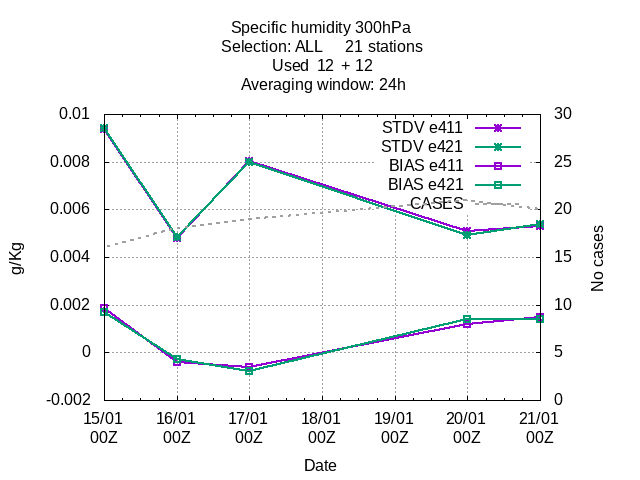 Specific humidity 300hPa
Selection: ALL 21 stations
Used 12 + 12
Averaging window: 24h
0.01
0.008
0.006
0.004
0.002
0
-0.002
g/Kg
30
25
20
15
10
5
0
No cases
STDV e411
STDV e421
BIAS e411
BIAS e421
CASES
15/01 16/01 17/01 18/01 19/01 20/01 21/01
00Z 00Z 00Z 00Z 00Z 00Z 00Z
Date